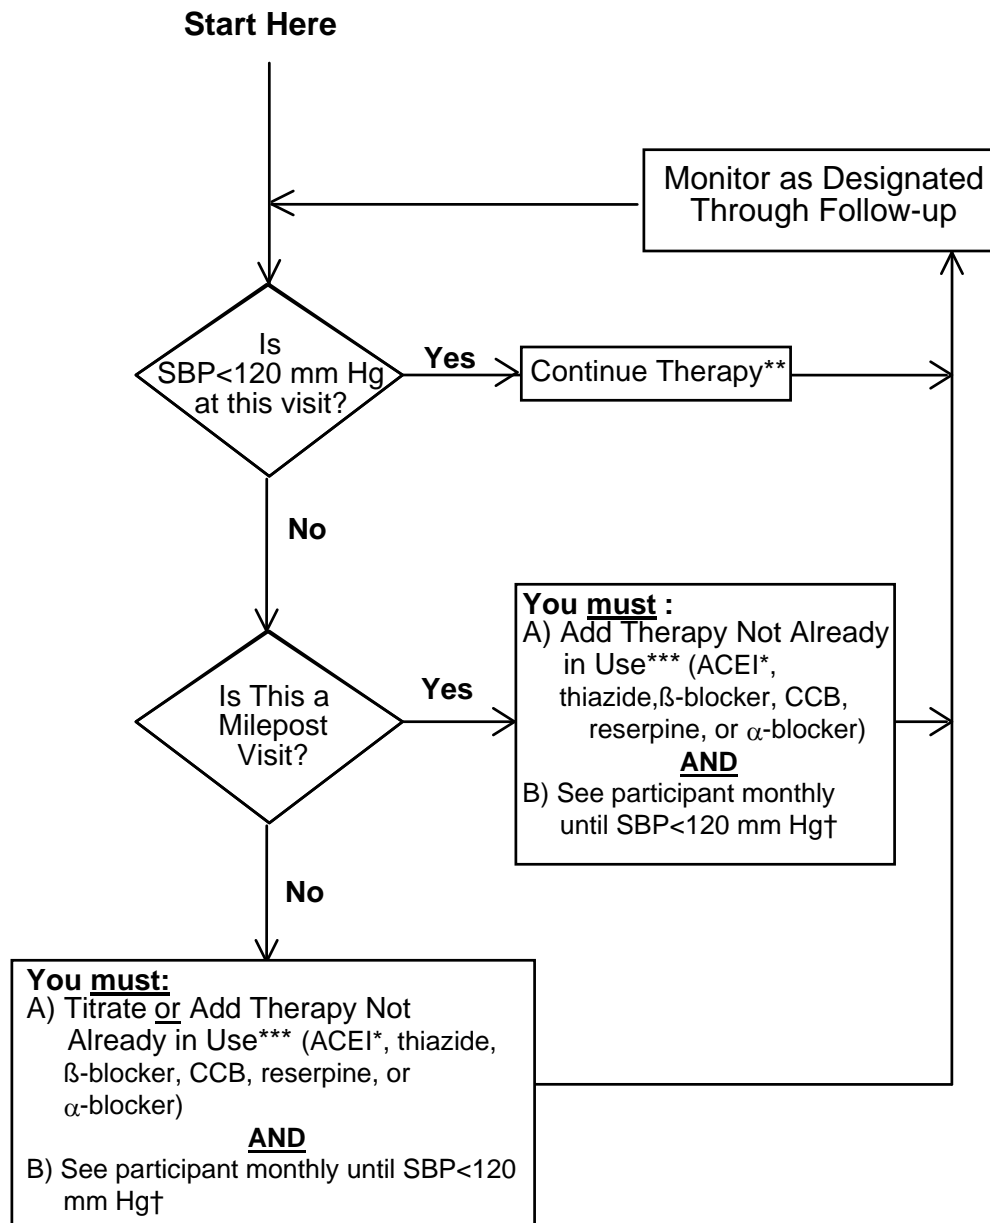 Start Here
Monitor as Designated
Through Follow-up
Is
SBP<120 mm Hg
at this visit?
Yes
Continue Therapy**
No
Is This a
Milepost
Visit?
Yes
You must :
A) Add Therapy Not Already
in Use*** (ACEI*,
thiazide,ß-blocker, CCB,
reserpine, or α-blocker)
AND
B) See participant monthly
until SBP<120 mm Hg†
No
You must:
A) Titrate or Add Therapy Not
Already in Use*** (ACEI*, thiazide,
ß-blocker, CCB, reserpine, or
α-blocker)
AND
B) See participant monthly until SBP<120
mm Hg†